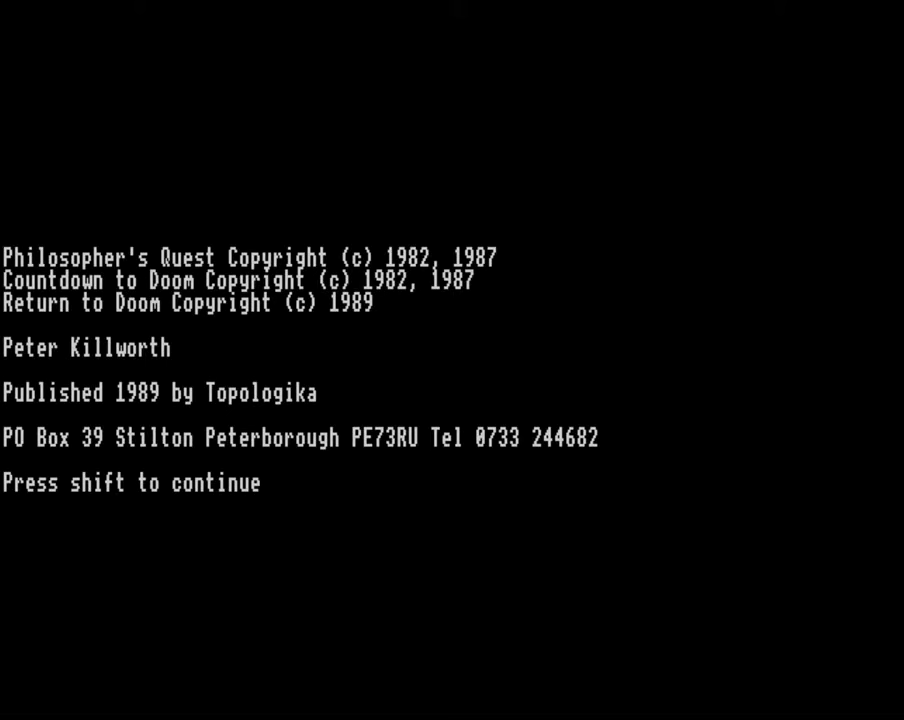 Philosopher's Quest Copyright (c) 1982, 1987
Countdown to Doom Copyright (c) 1982, 1987
Return to Doom Copyright (c) 1989
Peter Killworth
Published 1989 by Topologika
PO Box 39 Stilton Peterborough PE73RU Tel 0733 244682
Press shift to continue